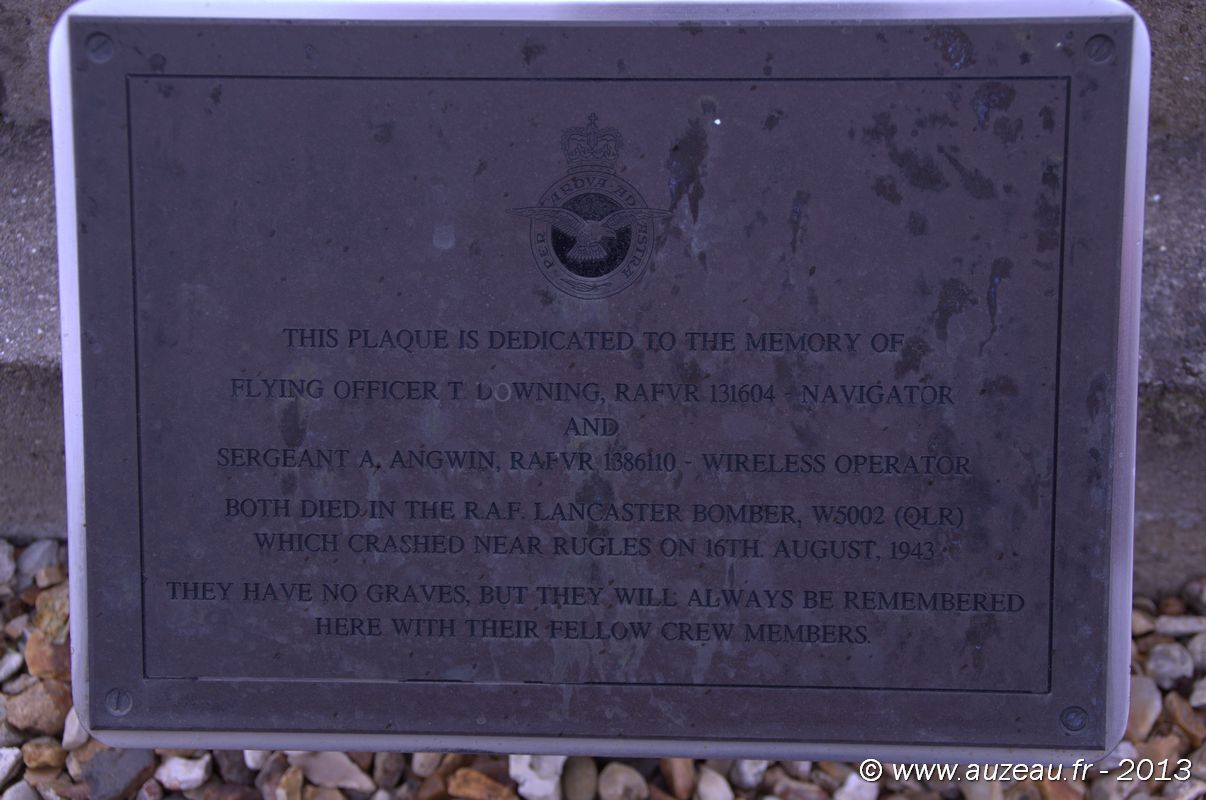 PER ARDVA AD ASTRA
THIS PLAQUE IS DEDICATED TO THE MEMORY OF
FLYING OFFICER T. DOWNING, RAFVR 131604 - NAVIGATOR
AND
SERGEANT A. ANGWIN, RAFVR 1386110 - WIRELESS OPERATOR
BOTH DIED IN THE R.A.F. LANCASTER BOMBER, W5002 (QLR)
WHICH CRASHED NEAR RUGLES ON 16TH. AUGUST, 1943
THEY HAVE NO GRAVES, BUT THEY WILL ALWAYS BE REMEMBERED
HERE WITH THEIR FELLOW CREW MEMBERS.
© www.auzeau.fr - 2013